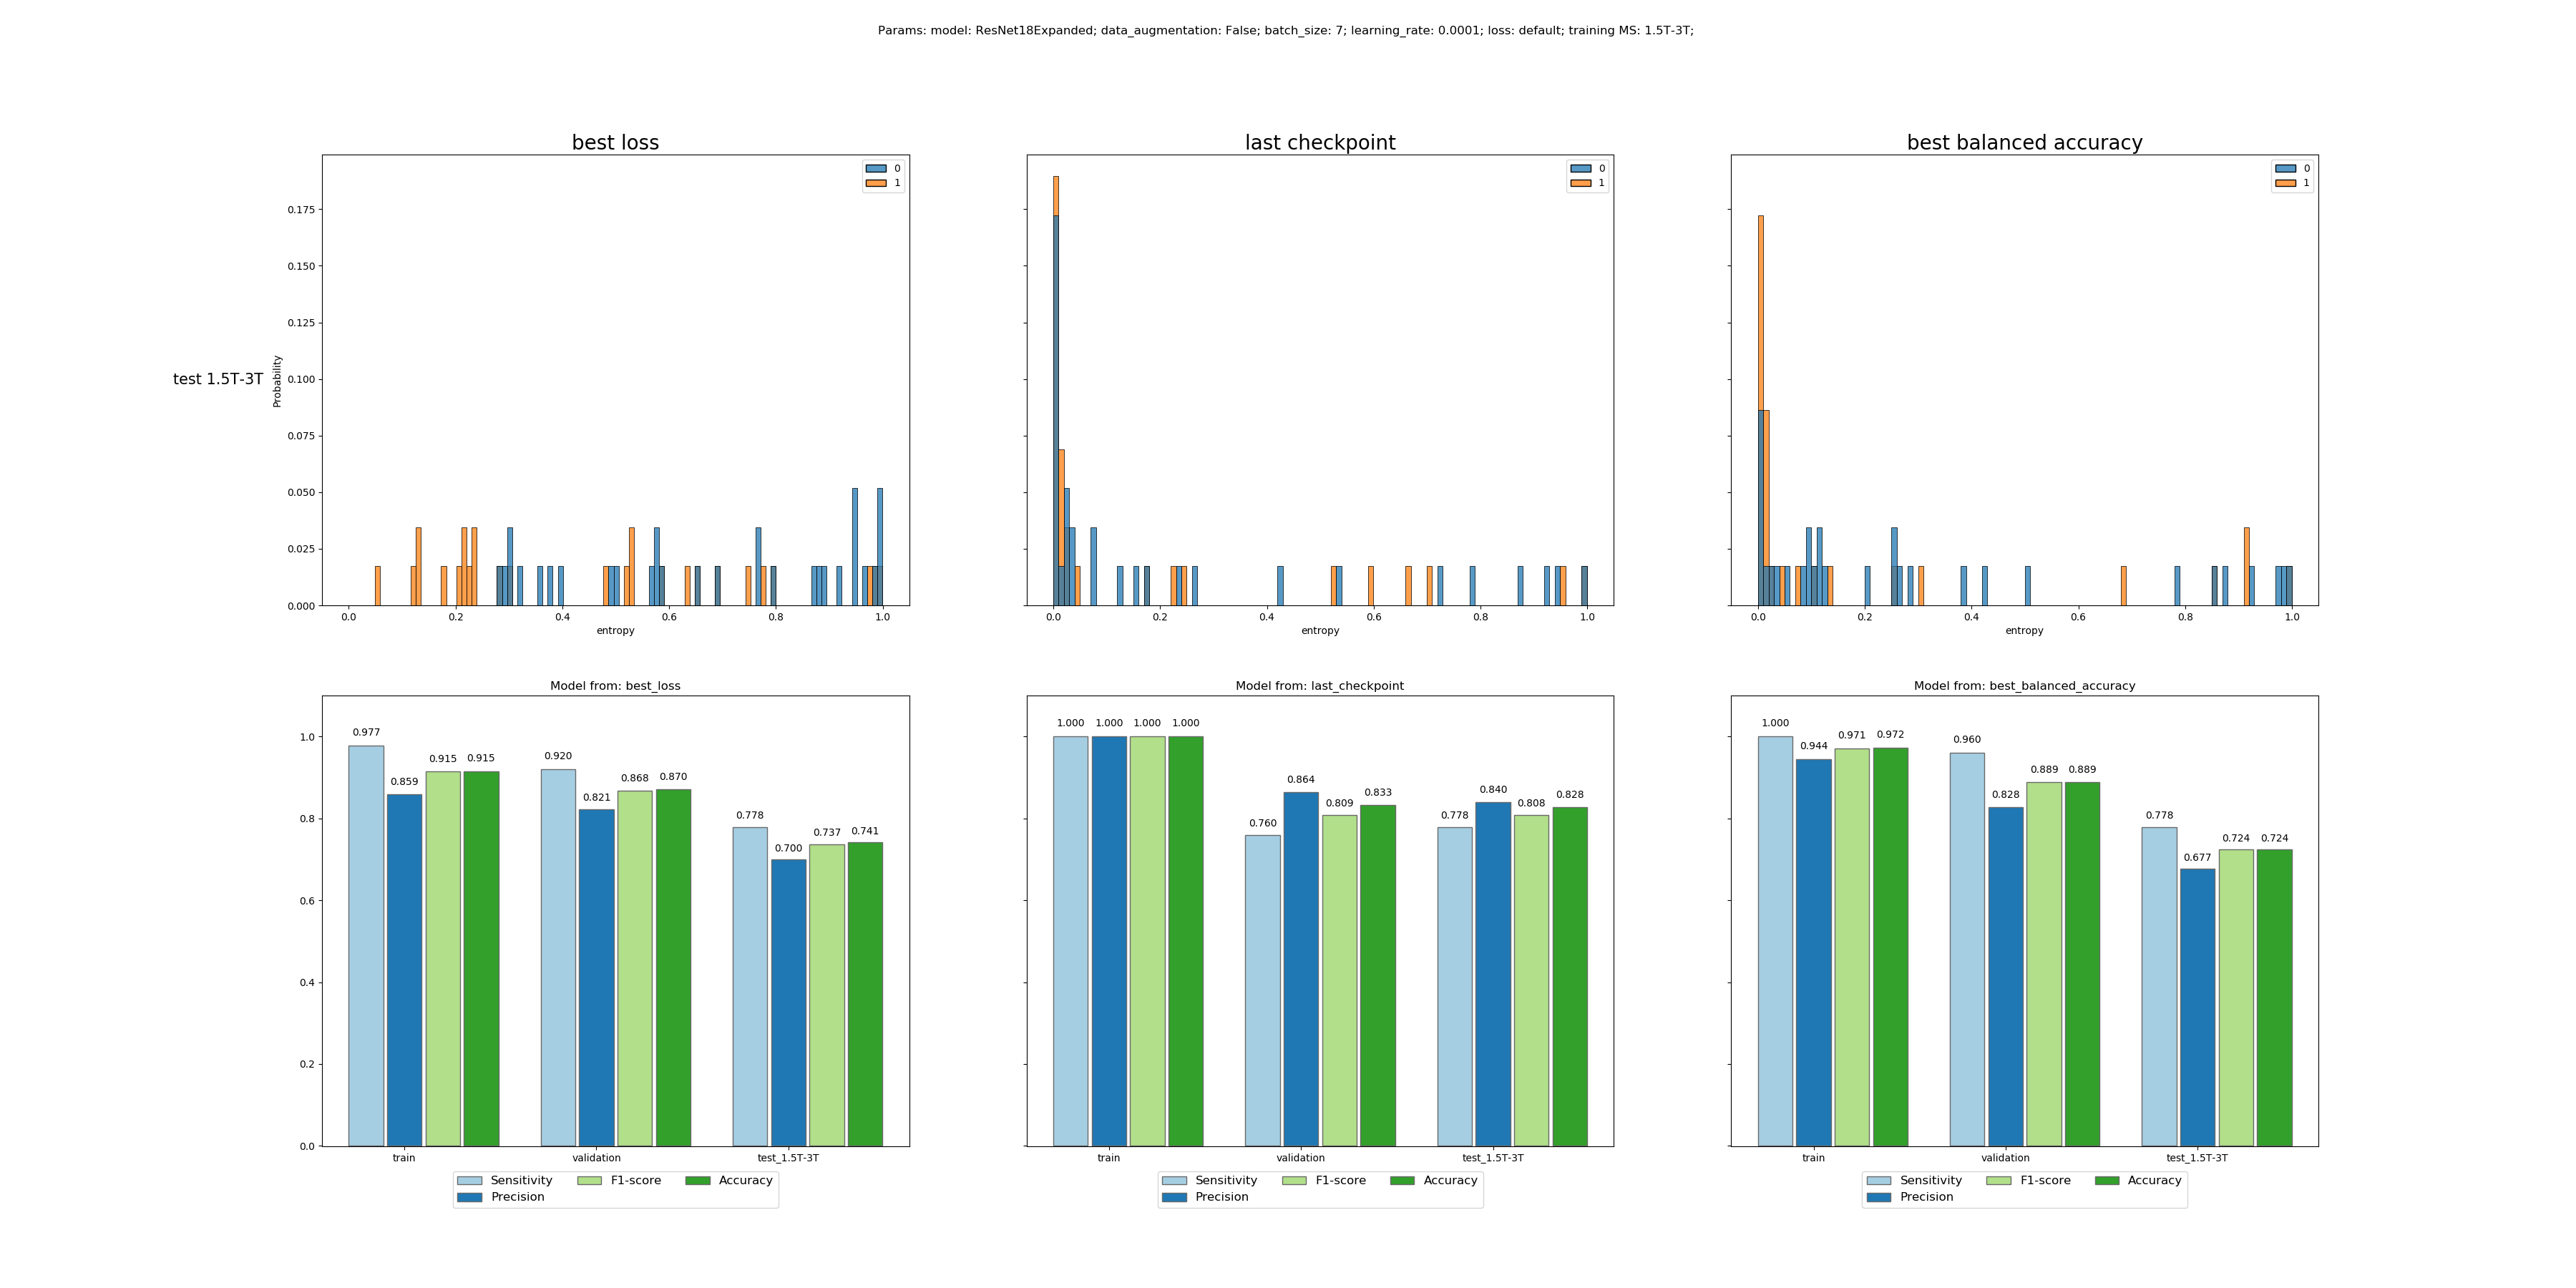 Params: model: ResNet18Expanded; data_augmentation: False; batch_size: 7; learning_rate: 0.0001; loss: default; training MS: 1.5T-3T;
best loss
0
1
0.175
0.150
0.125
0.100
0.075
0.050
0.025
0.000
test 1.5T-3T
Probability
0.0 0.2 0.4 0.6 0.8 1.0
entropy
last checkpoint
0
1
0.0 0.2 0.4 0.6 0.8 1.0
entropy
best balanced accuracy
0
1
0.0 0.2 0.4 0.6 0.8 1.0
entropy
Model from: best_loss
1.0
0.8
0.6
0.4
0.2
0.0
0.977 0.859 0.915 0.915
0.920 0.821 0.868 0.870
0.778 0.700 0.737 0.741
train validation test_1.5T-3T
Sensitivity F1-score Accuracy
Precision
Model from: last_checkpoint
1.000 1.000 1.000 1.000
0.760 0.864 0.809 0.833
0.778 0.840 0.808 0.828
train validation test_1.5T-3T
Sensitivity F1-score Accuracy
Precision
Model from: best_balanced_accuracy
1.000 0.944 0.971 0.972
0.960 0.828 0.889 0.889
0.778 0.677 0.724 0.724
train validation test_1.5T-3T
Sensitivity F1-score Accuracy
Precision